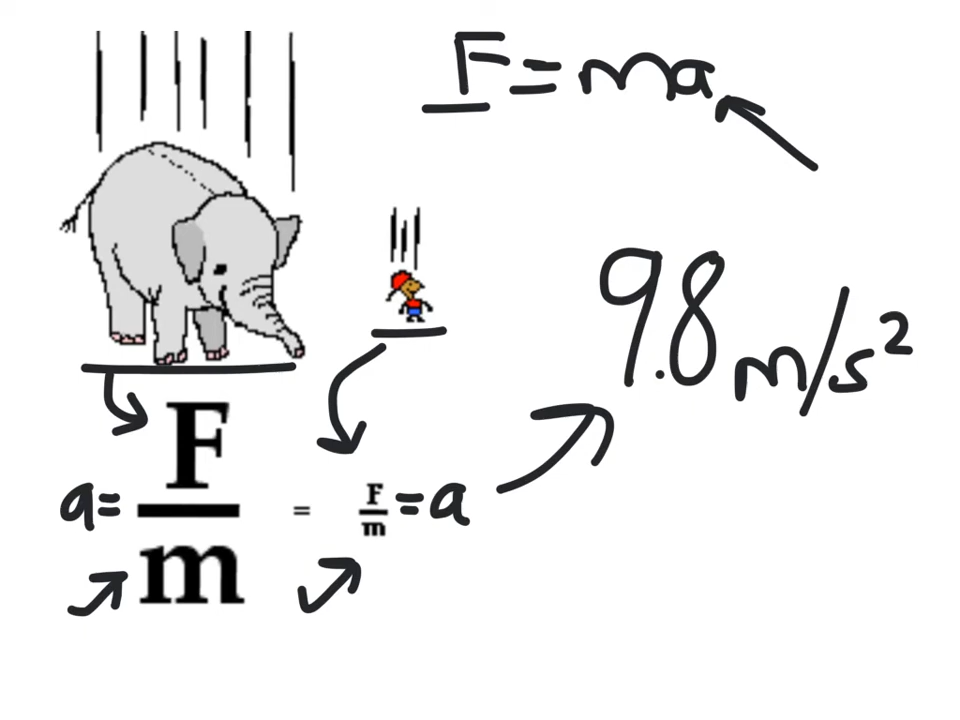 F=ma
9.8 m/s²
a= F/m = F/m =a